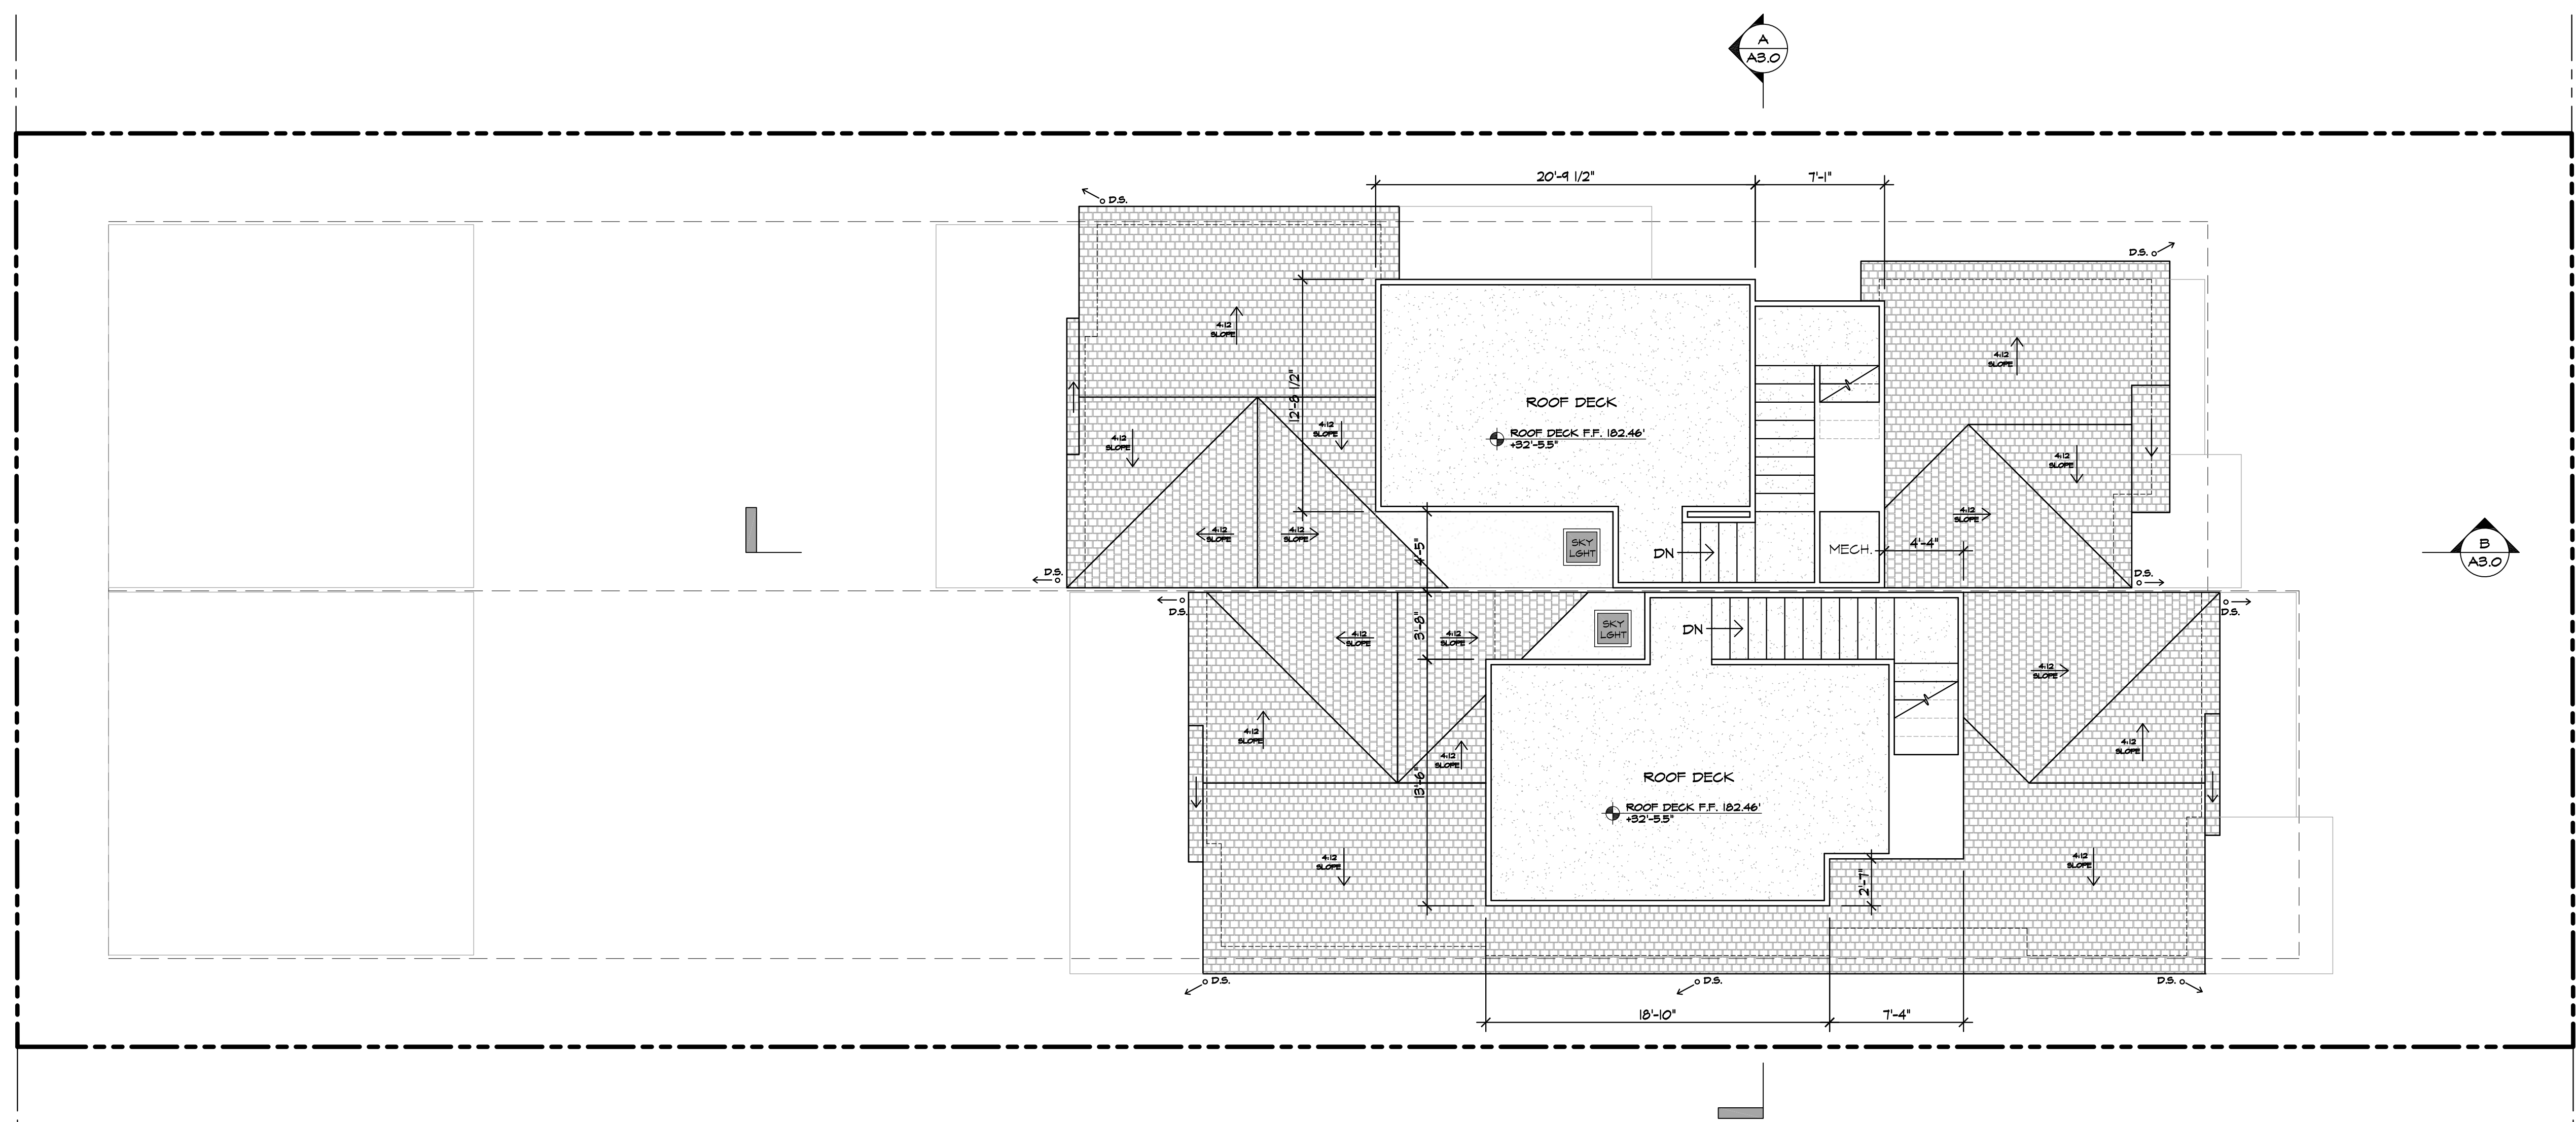 A
A3.0
20'-9 1/2"
7'-1"
D.S.
D.S.
4:12
SLOPE
4:12
SLOPE
12'-8 1/2"
ROOF DECK
ROOF DECK F.F. 182.46'
+32'-5.5"
4:12
SLOPE
4:12
SLOPE
4:12
SLOPE
4:12
SLOPE
4:12
SLOPE
4:12
SLOPE
4'-5"
SKY
LGHT
DN
MECH.
4'-4"
B
A3.0
D.S.
D.S.
D.S.
D.S.
4:12
SLOPE
4:12
SLOPE
3'-8"
SKY
LGHT
DN
4:12
SLOPE
4:12
SLOPE
4:12
SLOPE
4:12
SLOPE
13'-6"
ROOF DECK
ROOF DECK F.F. 182.46'
+32'-5.5"
4:12
SLOPE
4:12
SLOPE
2'-7"
D.S.
D.S.
D.S.
18'-10"
7'-4"